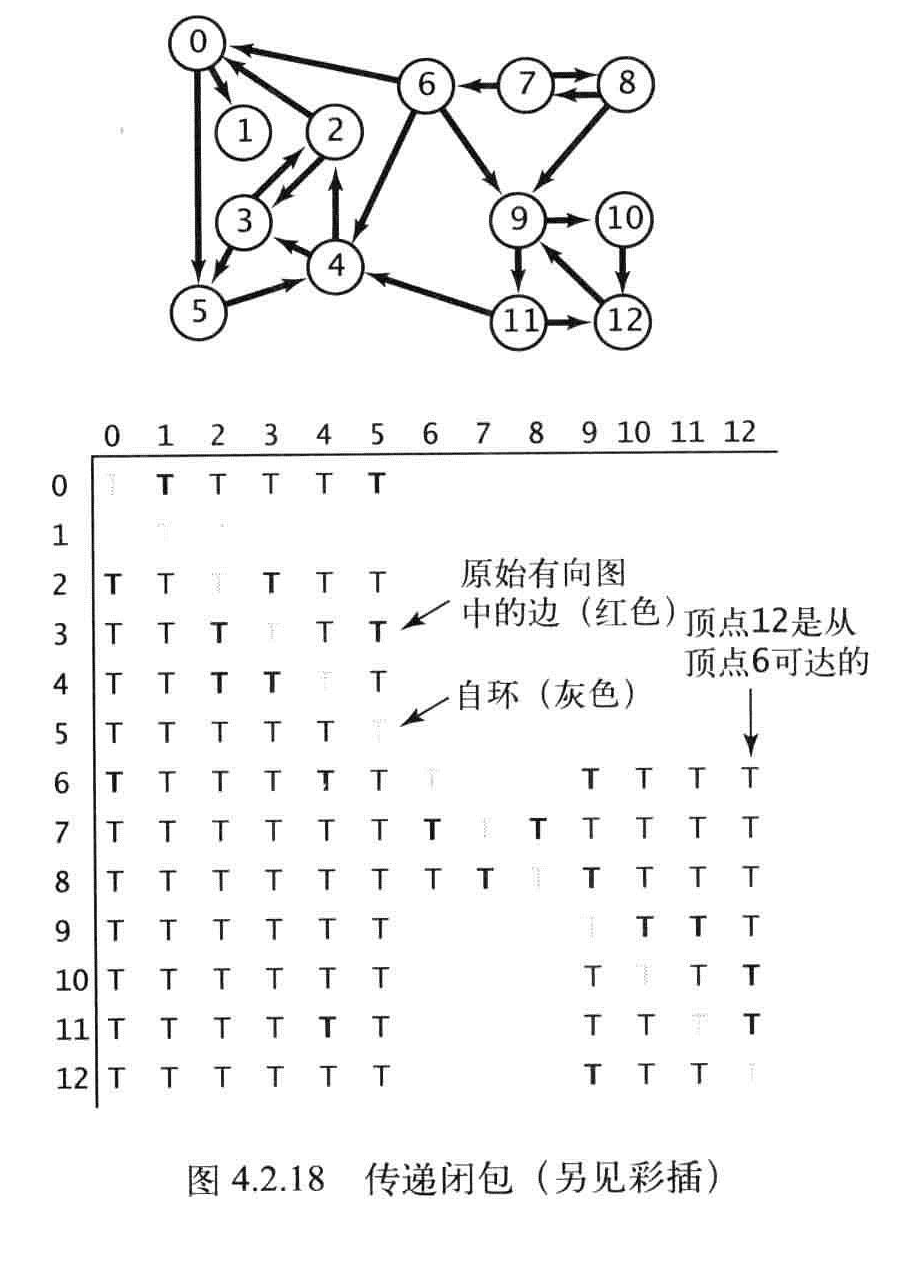 0
6
7
8
1
2
3
9
10
4
5
11
12
0 1 2 3 4 5 6 7 8 9 10 11 12
0 T T T T T T
1 T
2 T T T T T T
3 T T T T T T
4 T T T T T T
5 T T T T T T
6 T T T T T T T T T T T
7 T T T T T T T T T T T T T
8 T T T T T T T T T T T T T
9 T T T T T T T T T T
10 T T T T T T T T T T
11 T T T T T T T T T T
12 T T T T T T T T T T
原始有向图
中的边（红色）
顶点12是从
顶点6可达的
自环（灰色）
图 4.2.18 传递闭包（另见彩插）